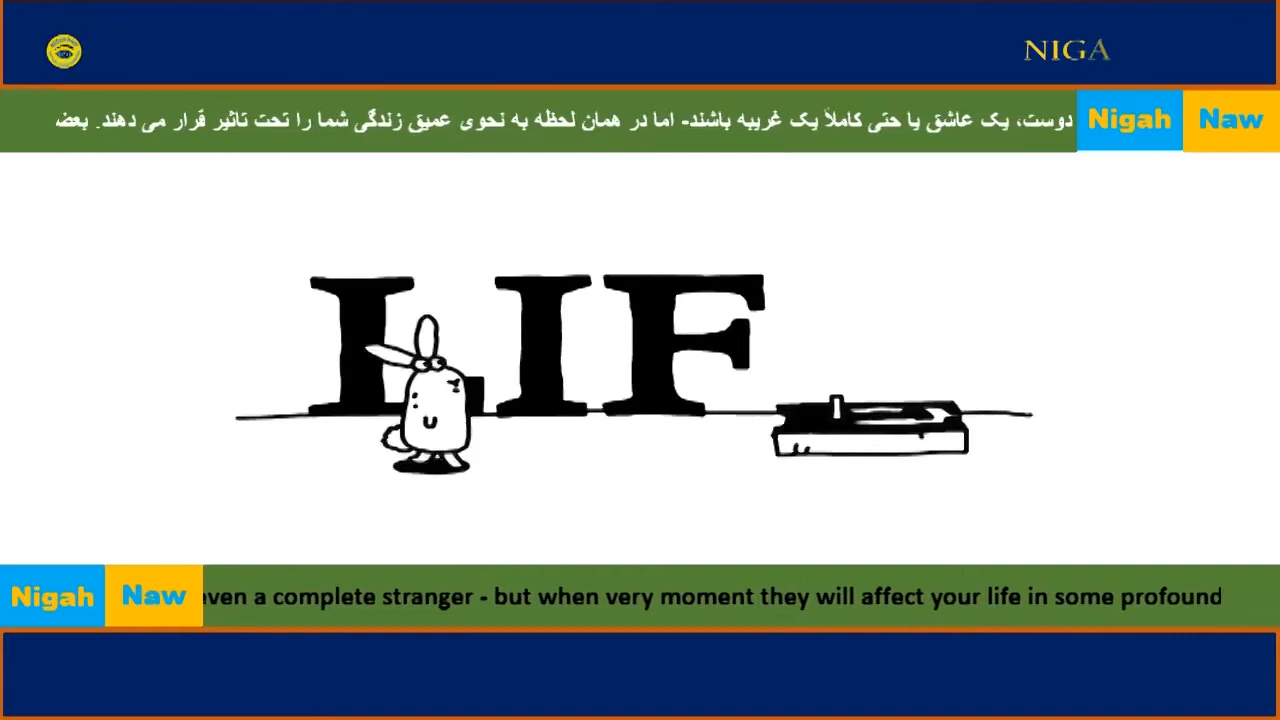 NIGA
دوست، یک عاشق یا حتی کاملاً یک غریبه باشند- اما در همان لحظه به نحوی عمیق زندگی شما را تحت تاثیر قرار می دهند. بعض
Nigah Naw
LIF
Nigah Naw
even a complete stranger - but when very moment they will affect your life in some profound